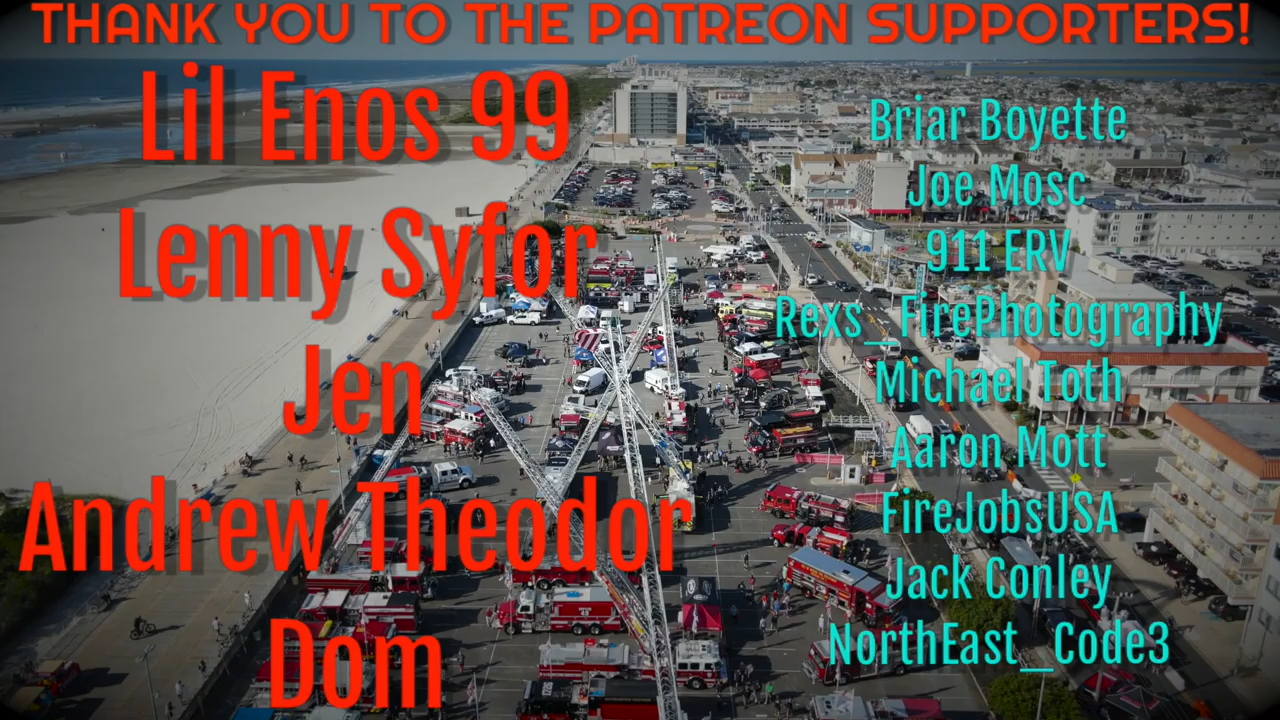 THANK YOU TO THE PATREON SUPPORTERS!
Lil Enos 99
Lenny Syfor
Jen
Andrew Theodor
Dom
Briar Boyette
Joe Mosc
911 ERV
Rexs_FirePhotography
Michael Toth
Aaron Mott
FireJobsUSA
Jack Conley
NorthEast_Code3